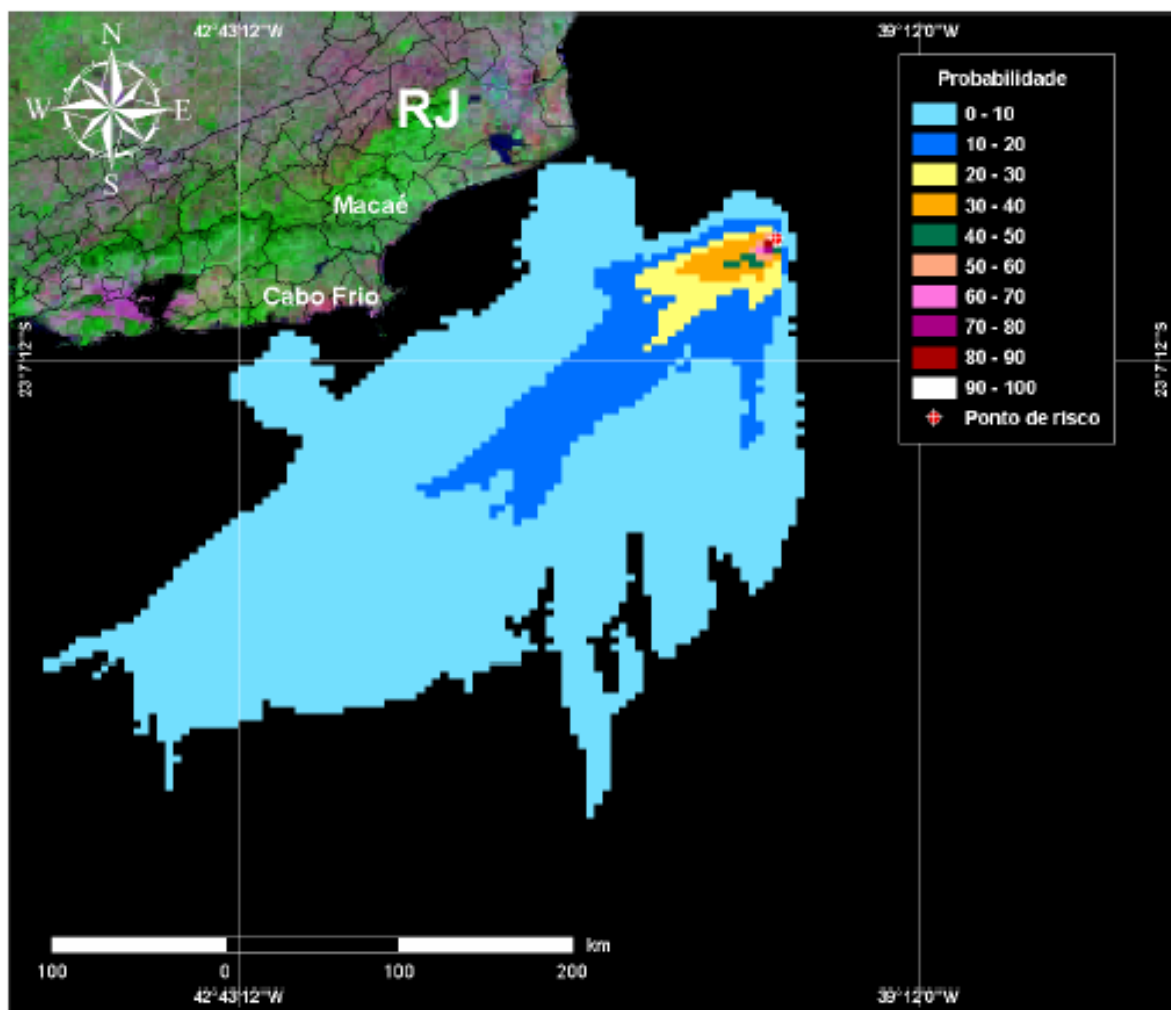 42°43'12"W
39°12'0"W
N
W
E
S
RJ
Macaé
Cabo Frio
Probabilidade
0 - 10
10 - 20
20 - 30
30 - 40
40 - 50
50 - 60
60 - 70
70 - 80
80 - 90
90 - 100
Ponto de risco
23°7'12"S
23°7'12"S
km
100
0
100
200
42°43'12"W
39°12'0"W